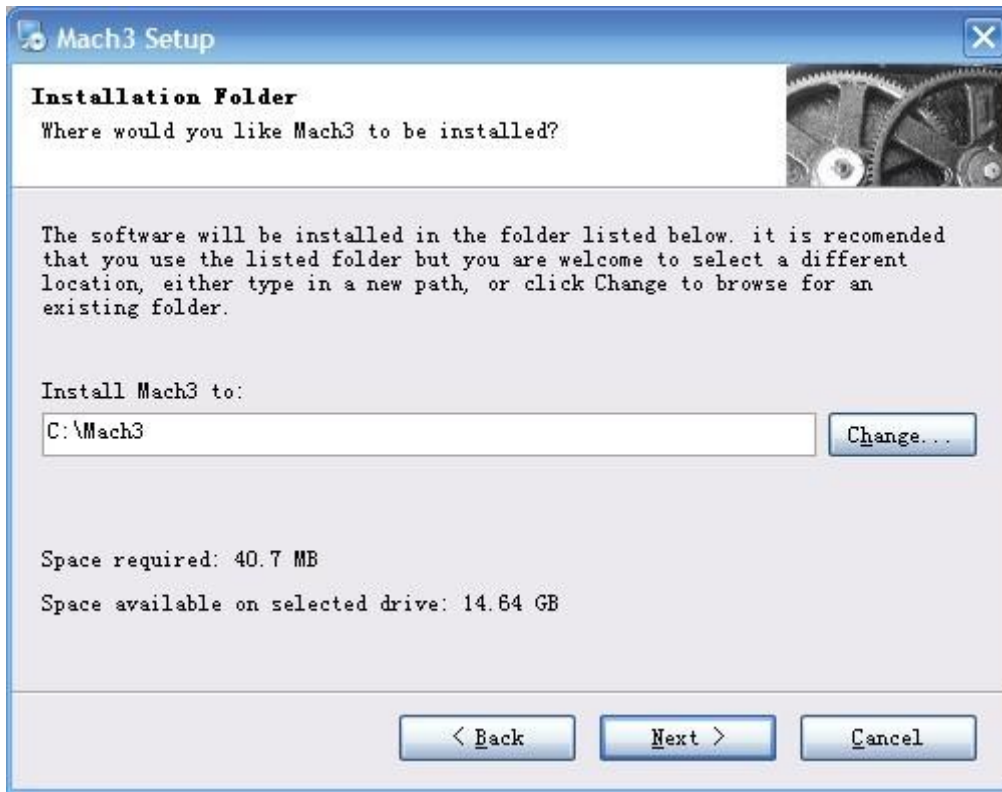 Mach3 Setup
Installation Folder
Where would you like Mach3 to be installed?
The software will be installed in the folder listed below. it is recomended
that you use the listed folder but you are welcome to select a different
location, either type in a new path, or click Change to browse for an
existing folder.
Install Mach3 to:
C:\Mach3
Change...
Space required: 40.7 MB
Space available on selected drive: 14.64 GB
< Back
Next >
Cancel